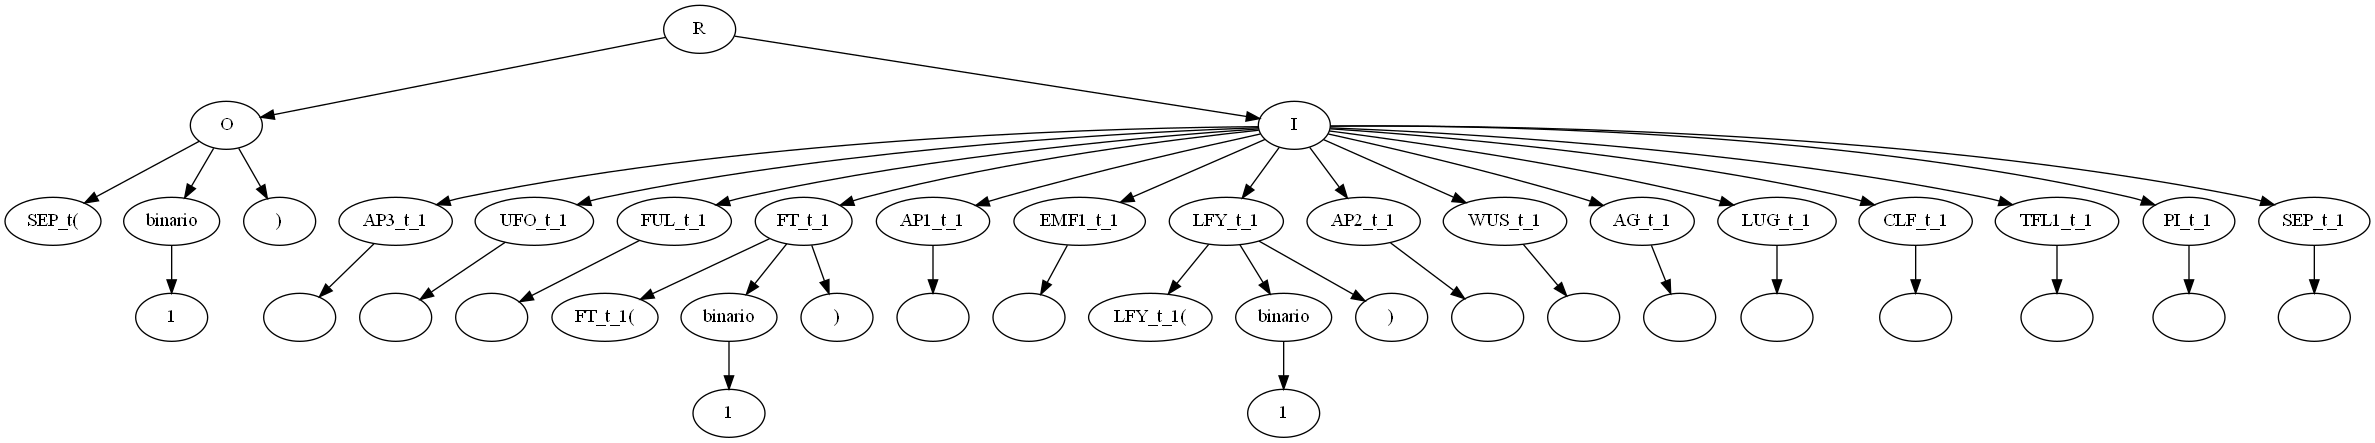 R
O I
SEP_t( binario ) AP3_t_1 UFO_t_1 FUL_t_1 FT_t_1 AP1_t_1 EMF1_t_1 LFY_t_1 AP2_t_1 WUS_t_1 AG_t_1 LUG_t_1 CLF_t_1 TFL1_t_1 PI_t_1 SEP_t_1
1 FT_t_1( binario ) LFY_t_1( binario )
1 1